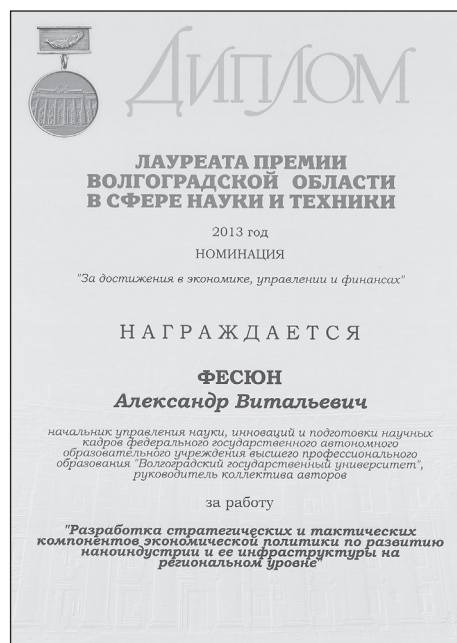 Диплом
ЛАУРЕАТА ПРЕМИИ
ВОЛГОГРАДСКОЙ ОБЛАСТИ
В СФЕРЕ НАУКИ И ТЕХНИКИ
2013 год
НОМИНАЦИЯ
"За достижения в экономике, управлении и финансах"
НАГРАЖДАЕТСЯ
ФЕСЮН
Александр Витальевич
начальник управления науки, инноваций и подготовки научных
кадров федерального государственного автономного
образовательного учреждения высшего профессионального
образования "Волгоградский государственный университет",
руководитель коллектива авторов
за работу
"Разработка стратегических и тактических
компонентов экономической политики по развитию
наноиндустрии и ее инфраструктуры на
региональном уровне"